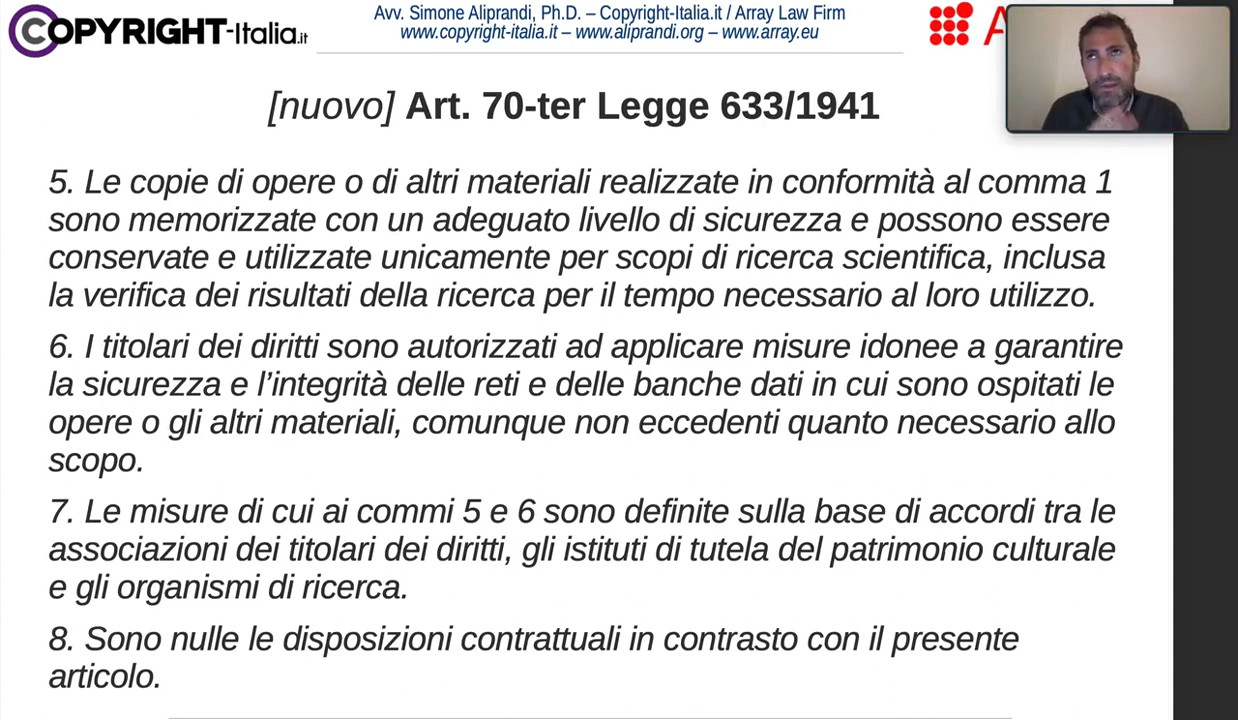 COPYRIGHT-Italia.it
Avv. Simone Aliprandi, Ph.D. – Copyright-Italia.it / Array Law Firm
www.copyright-italia.it – www.aliprandi.org – www.array.eu
A
[nuovo] Art. 70-ter Legge 633/1941
5. Le copie di opere o di altri materiali realizzate in conformità al comma 1
sono memorizzate con un adeguato livello di sicurezza e possono essere
conservate e utilizzate unicamente per scopi di ricerca scientifica, inclusa
la verifica dei risultati della ricerca per il tempo necessario al loro utilizzo.
6. I titolari dei diritti sono autorizzati ad applicare misure idonee a garantire
la sicurezza e l’integrità delle reti e delle banche dati in cui sono ospitati le
opere o gli altri materiali, comunque non eccedenti quanto necessario allo
scopo.
7. Le misure di cui ai commi 5 e 6 sono definite sulla base di accordi tra le
associazioni dei titolari dei diritti, gli istituti di tutela del patrimonio culturale
e gli organismi di ricerca.
8. Sono nulle le disposizioni contrattuali in contrasto con il presente
articolo.